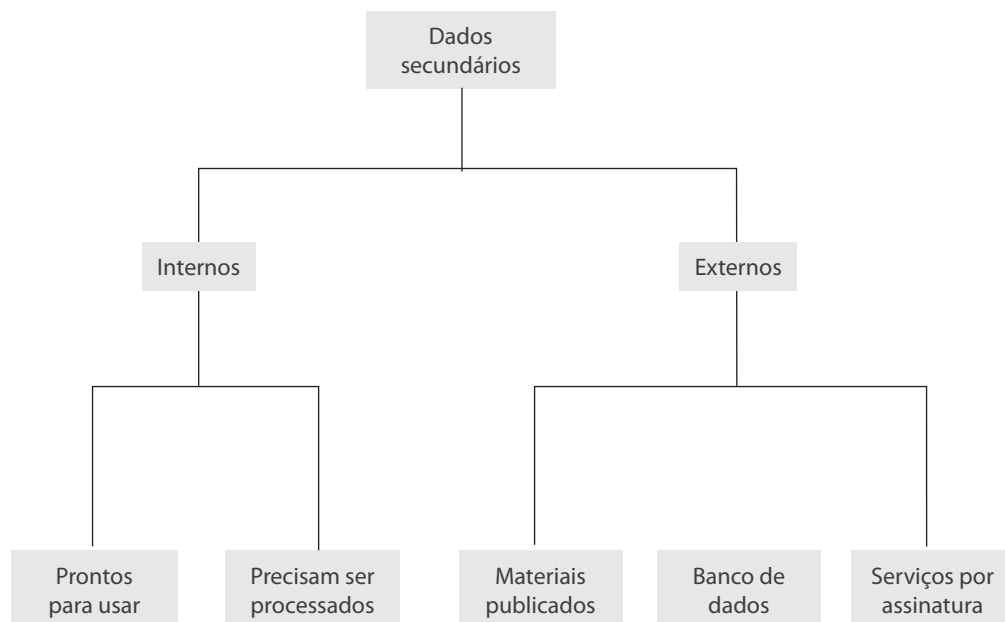 Dados
secundários
Internos
Externos
Prontos
para usar
Precisam ser
processados
Materiais
publicados
Banco de
dados
Serviços por
assinatura